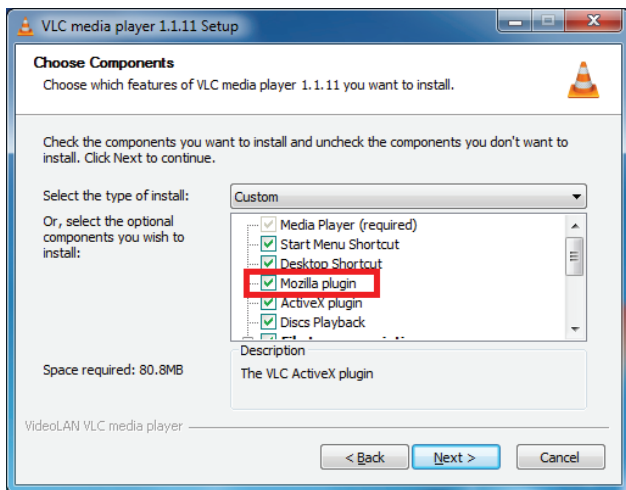 VLC media player 1.1.11 Setup
Choose Components
Choose which features of VLC media player 1.1.11 you want to install.
Check the components you want to install and uncheck the components you don't want to
install. Click Next to continue.
Select the type of install:
Custom
Or, select the optional
components you wish to
install:
Media Player (required)
Start Menu Shortcut
Desktop Shortcut
Mozilla plugin
ActiveX plugin
Discs Playback
Space required: 80.8MB
Description
The VLC ActiveX plugin
VideoLAN VLC media player
< Back
Next >
Cancel